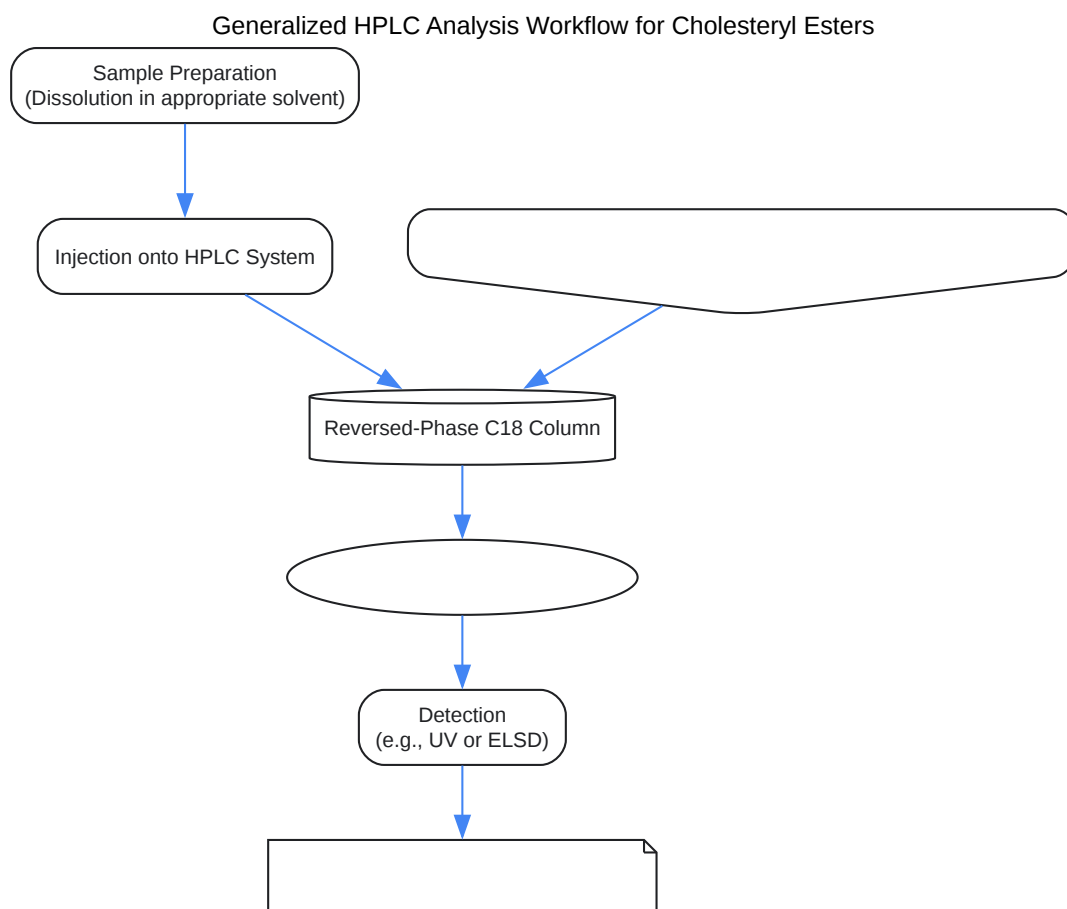 Generalized HPLC Analysis Workflow for Cholesteryl Esters
Sample Preparation
(Dissolution in appropriate solvent)
Injection onto HPLC System
Reversed-Phase C18 Column
Detection
(e.g., UV or ELSD)